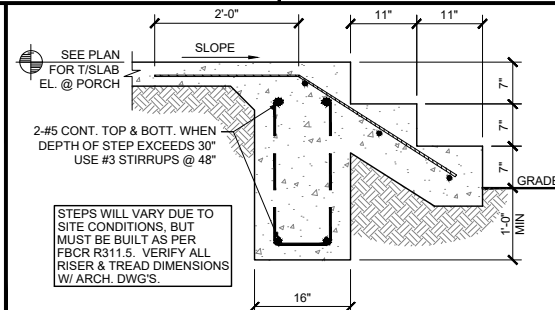 2'-0"
11"
11"
SEE PLAN
FOR T/SLAB
EL. @ PORCH
SLOPE
7"
7"
7"
2-#5 CONT. TOP & BOTT. WHEN
DEPTH OF STEP EXCEEDS 30"
USE #3 STIRRUPS @ 48"
GRADE
1'-0"
MIN
STEPS WILL VARY DUE TO
SITE CONDITIONS, BUT
MUST BE BUILT AS PER
FBCR R311.5. VERIFY ALL
RISER & TREAD DIMENSIONS
W/ ARCH. DWG'S.
16"